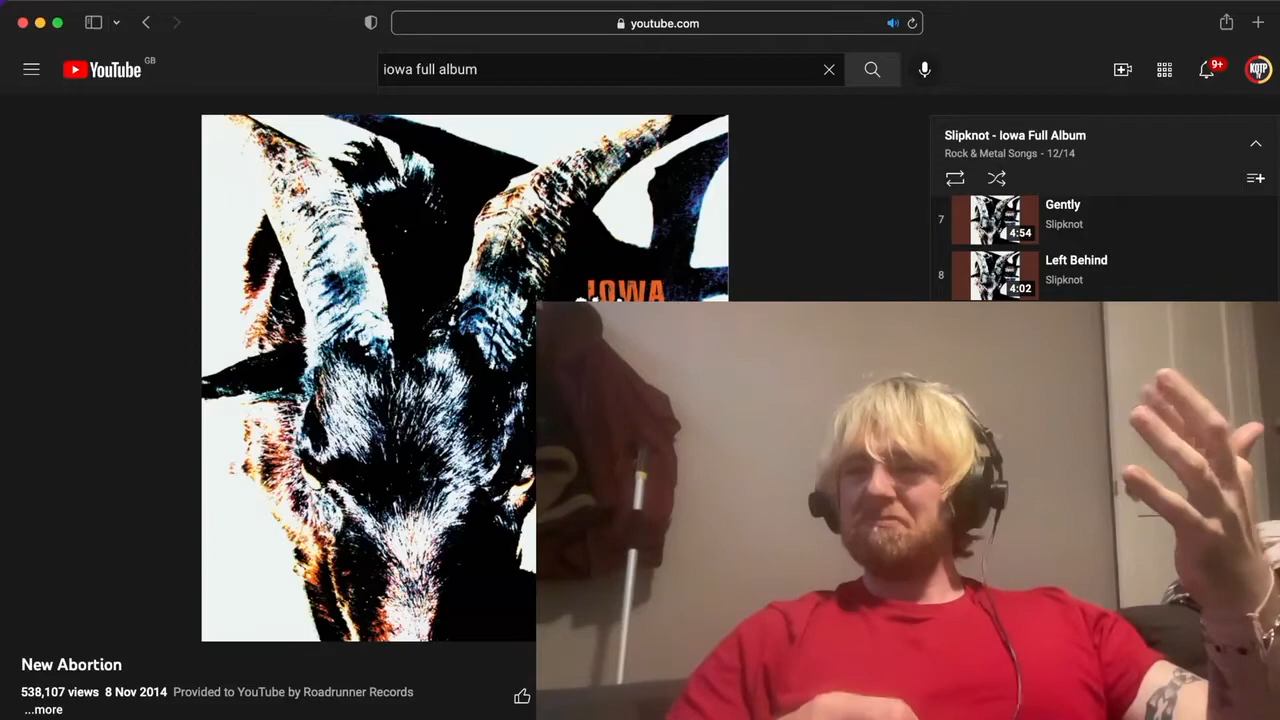 youtube.com
YouTube GB
iowa full album
9+
KOTP
IOWA
Slipknot - Iowa Full Album
Rock & Metal Songs - 12/14
7
Gently
Slipknot
4:54
8
Left Behind
Slipknot
4:02
New Abortion
538,107 views 8 Nov 2014 Provided to YouTube by Roadrunner Records
...more